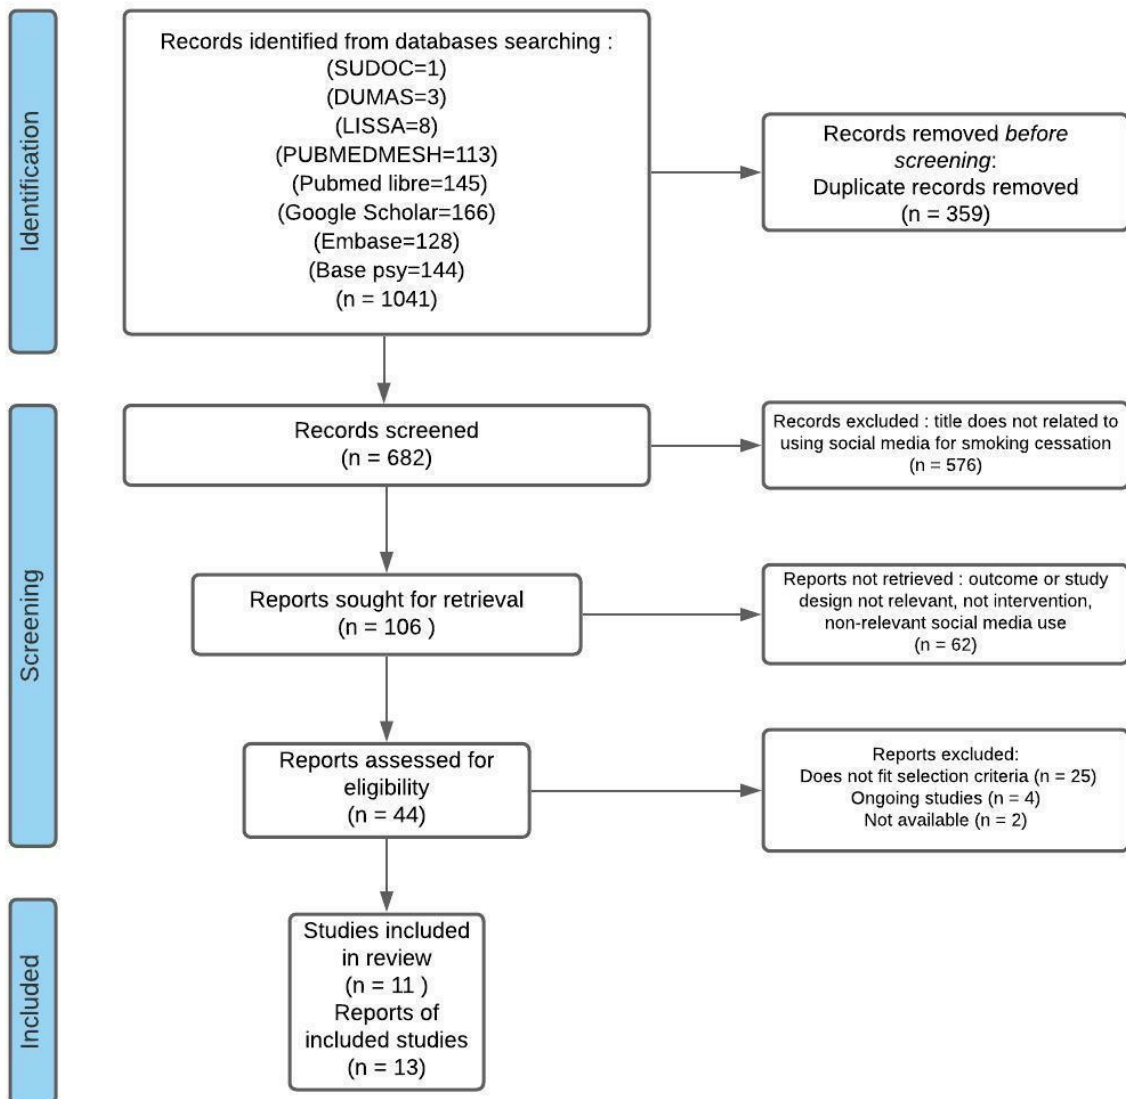 Identification
Records identified from databases searching :
(SUDOC=1)
(DUMAS=3)
(LISSA=8)
(PUBMEDMESH=113)
(Pubmed libre=145)
(Google Scholar=166)
(Embase=128)
(Base psy=144)
(n = 1041)
Records removed before
screening:
Duplicate records removed
(n = 359)
Screening
Records screened
(n = 682)
Records excluded : title does not related to
using social media for smoking cessation
(n = 576)
Reports sought for retrieval
(n = 106 )
Reports not retrieved : outcome or study
design not relevant, not intervention,
non-relevant social media use
(n = 62)
Reports assessed for
eligibility
(n = 44)
Reports excluded:
Does not fit selection criteria (n = 25)
Ongoing studies (n = 4)
Not available (n = 2)
Included
Studies included
in review
(n = 11 )
Reports of
included studies
(n = 13)